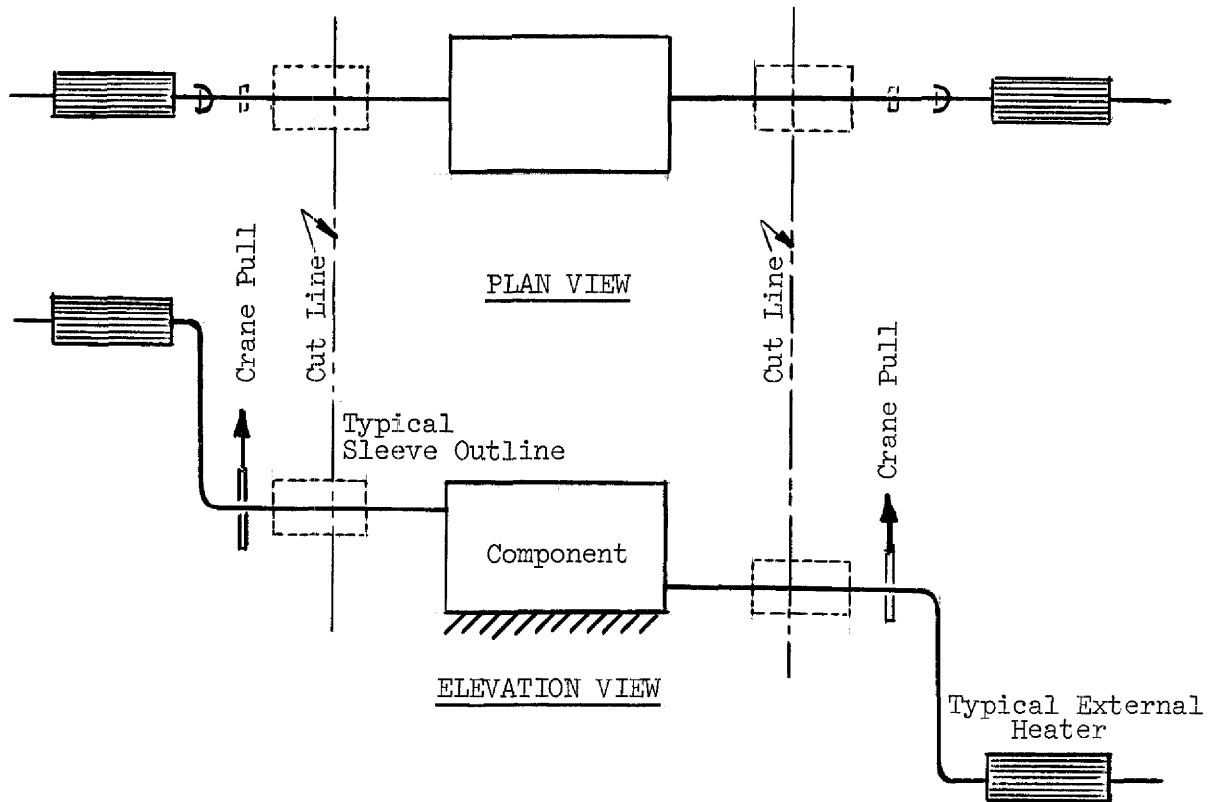 PLAN VIEW
Crane Pull
Cut Line
Cut Line
Crane Pull
Typical
Sleeve Outline
Component
ELEVATION VIEW
Typical External
Heater